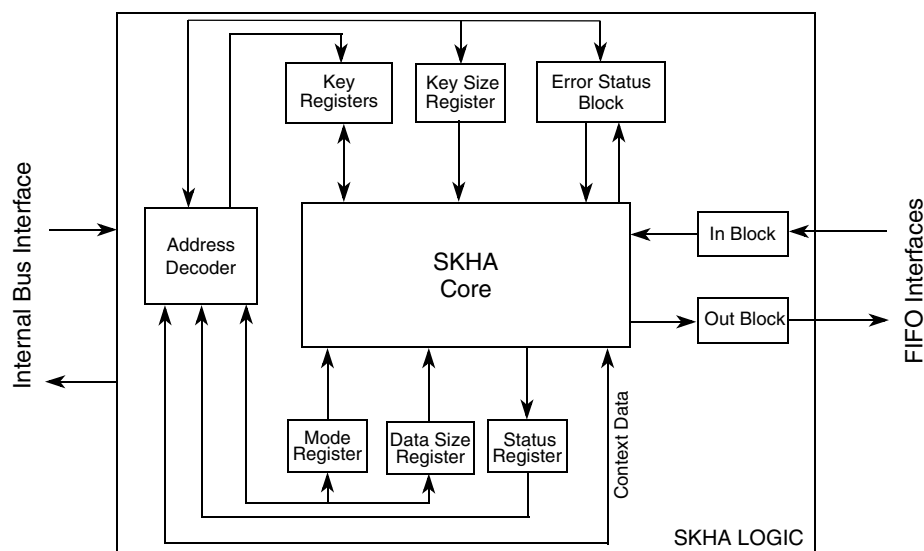 Key
Registers
Key Size
Register
Error Status
Block
Internal Bus Interface
Address
Decoder
SKHA
Core
In Block
Out Block
FIFO Interfaces
Mode
Register
Data Size
Register
Status
Register
Context Data
SKHA LOGIC